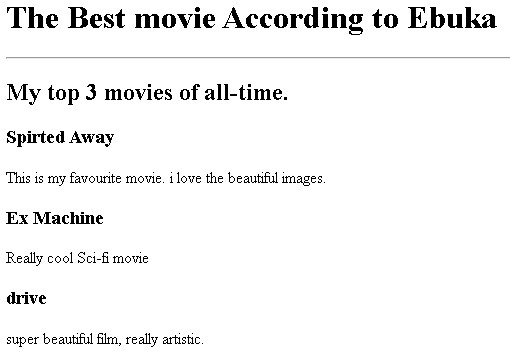 The Best movie According to Ebuka
My top 3 movies of all-time.
Spirted Away
This is my favourite movie. i love the beautiful images.
Ex Machine
Really cool Sci-fi movie
drive
super beautiful film, really artistic.